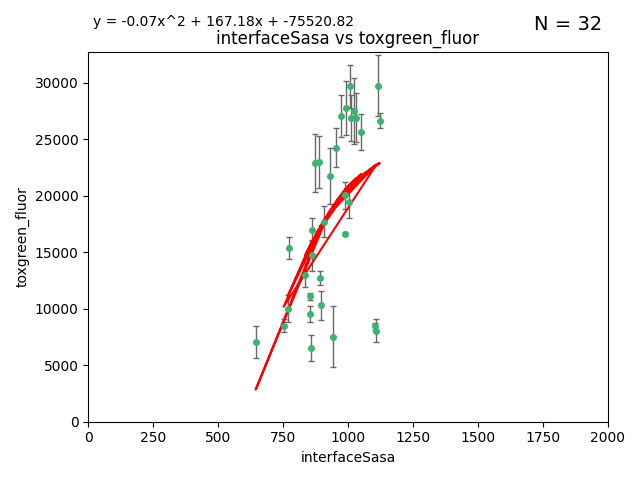 y = -0.07x^2 + 167.18x + -75520.82
N = 32
interfaceSasa vs toxgreen_fluor
30000
25000
20000
15000
10000
5000
0
toxgreen_fluor
0 250 500 750 1000 1250 1500 1750 2000
interfaceSasa